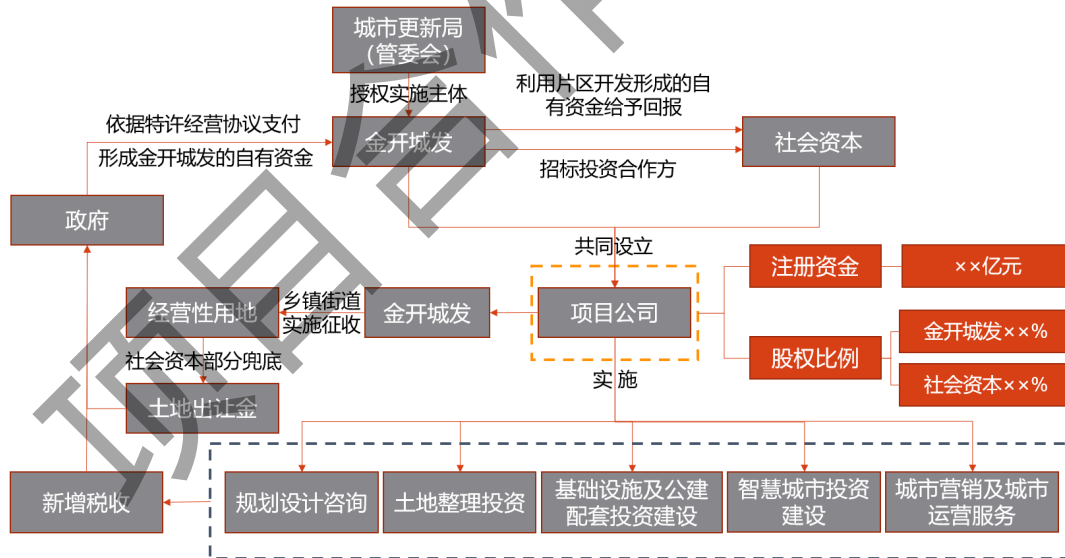 城市更新局
（管委会）
授权实施主体
利用片区开发形成的自
有资金给予回报
依据特许经营协议支付
形成金开城发的自有资金
金开城发
社会资本
招标投资合作方
政府
共同设立
注册资金
××亿元
经营性用地
乡镇街道
实施征收
金开城发
项目公司
金开城发××%
股权比例
社会资本××%
社会资本部分兜底
实 施
土地出让金
新增税收
规划设计咨询
土地整理投资
基础设施及公建
配套投资建设
智慧城市投资
建设
城市营销及城市
运营服务
项目合作